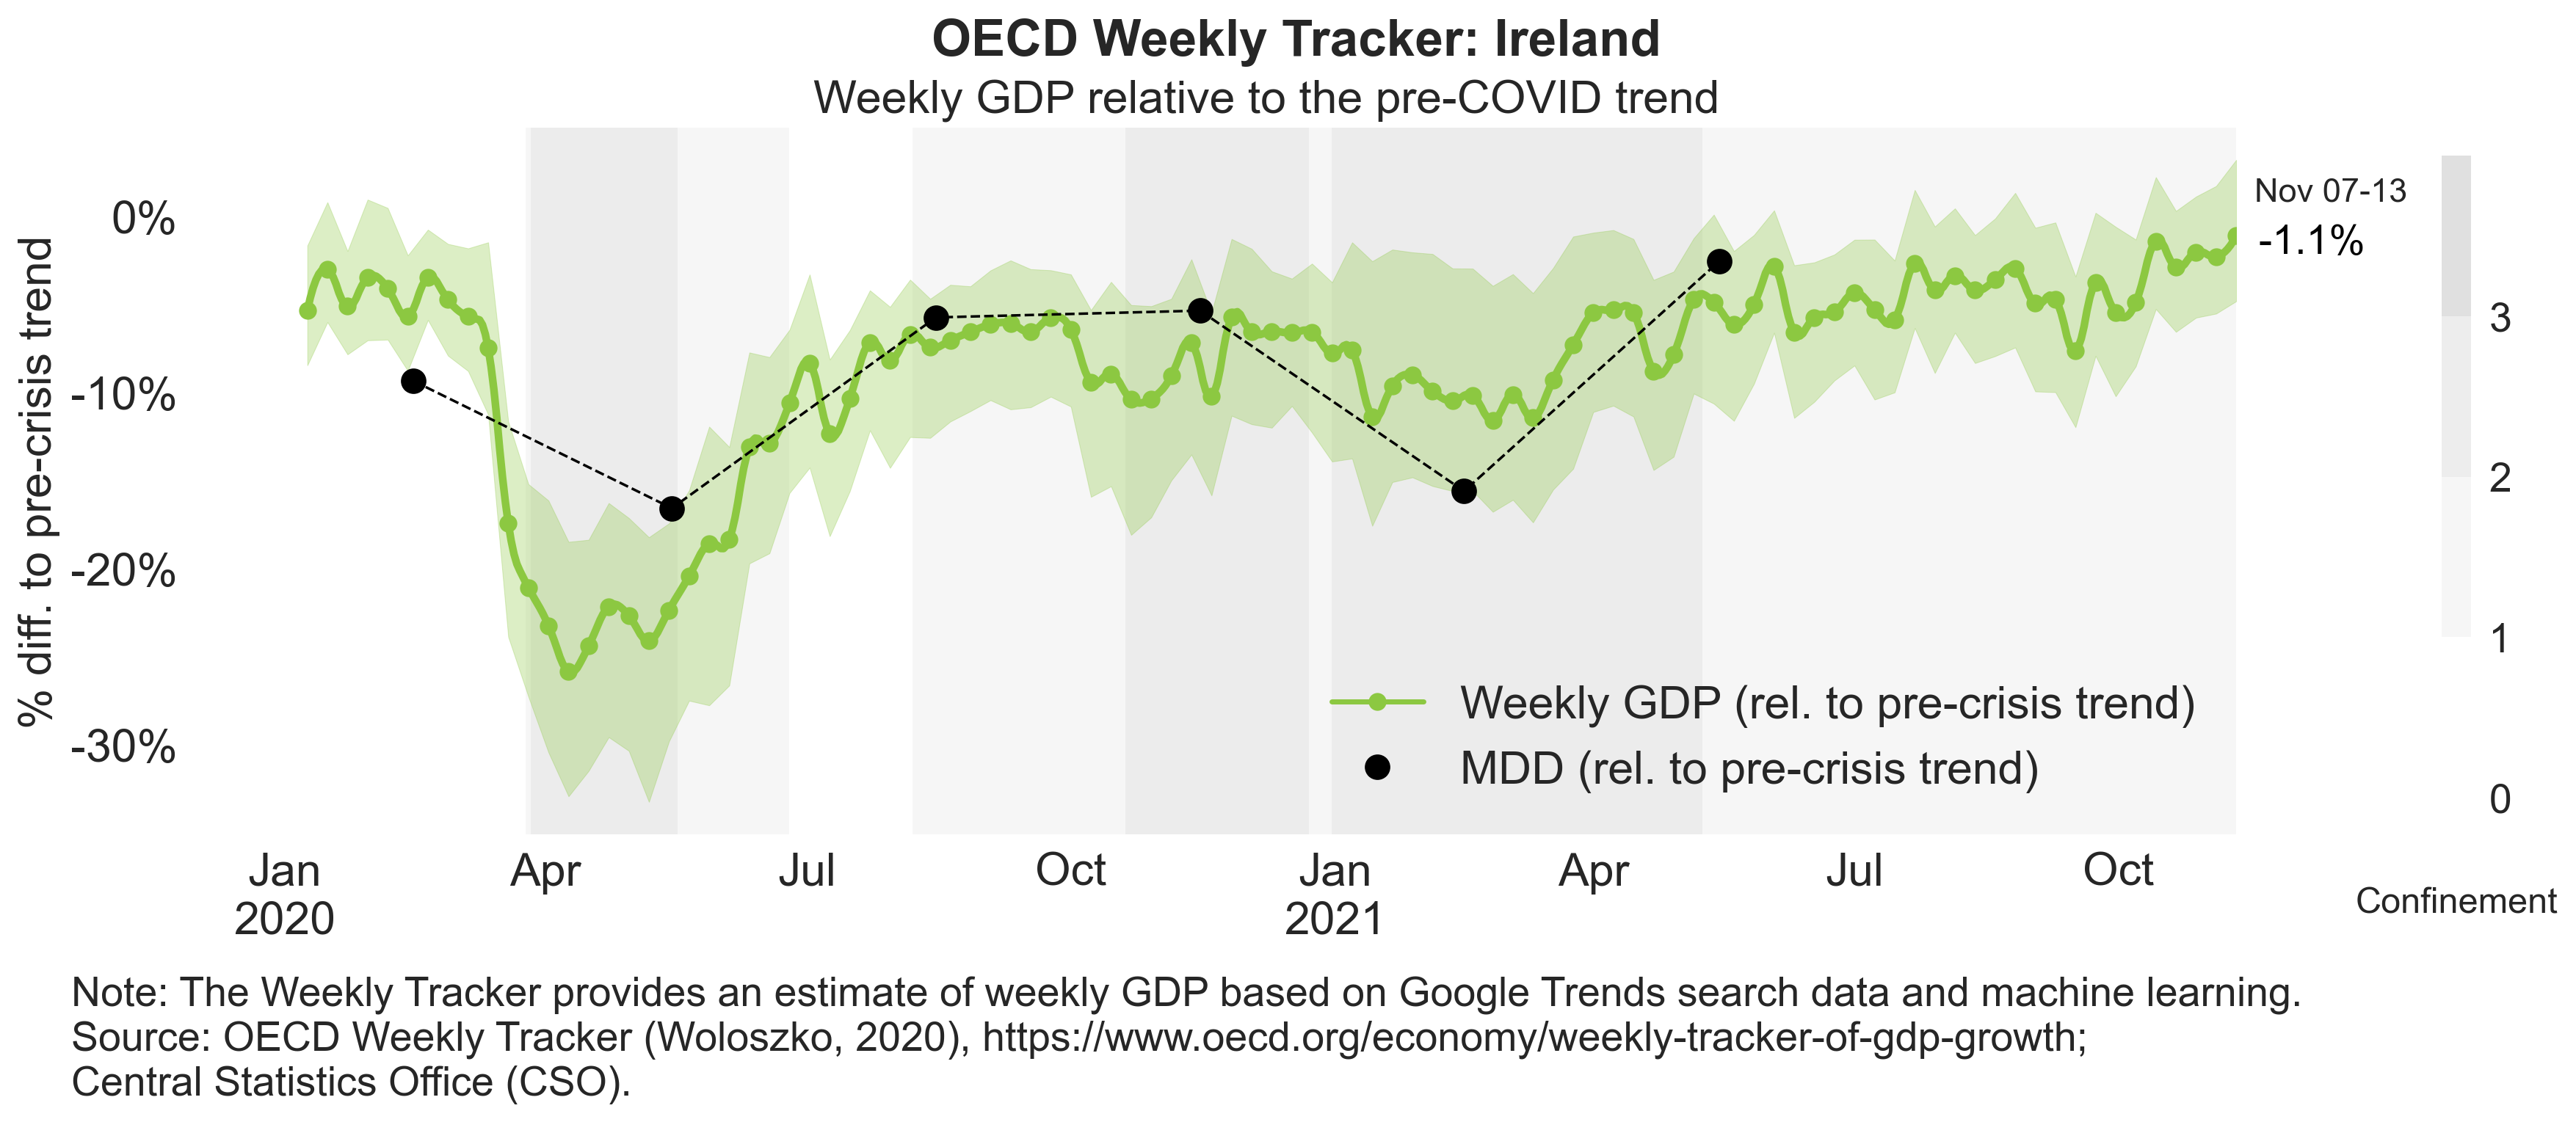 OECD Weekly Tracker: Ireland
Weekly GDP relative to the pre-COVID trend
% diff. to pre-crisis trend
0%
-10%
-20%
-30%
Nov 07-13
-1.1%
3
2
1
0
Confinement
Weekly GDP (rel. to pre-crisis trend)
MDD (rel. to pre-crisis trend)
Jan Apr Jul Oct Jan Apr Jul Oct
2020 2021
Note: The Weekly Tracker provides an estimate of weekly GDP based on Google Trends search data and machine learning.
Source: OECD Weekly Tracker (Woloszko, 2020), https://www.oecd.org/economy/weekly-tracker-of-gdp-growth;
Central Statistics Office (CSO).